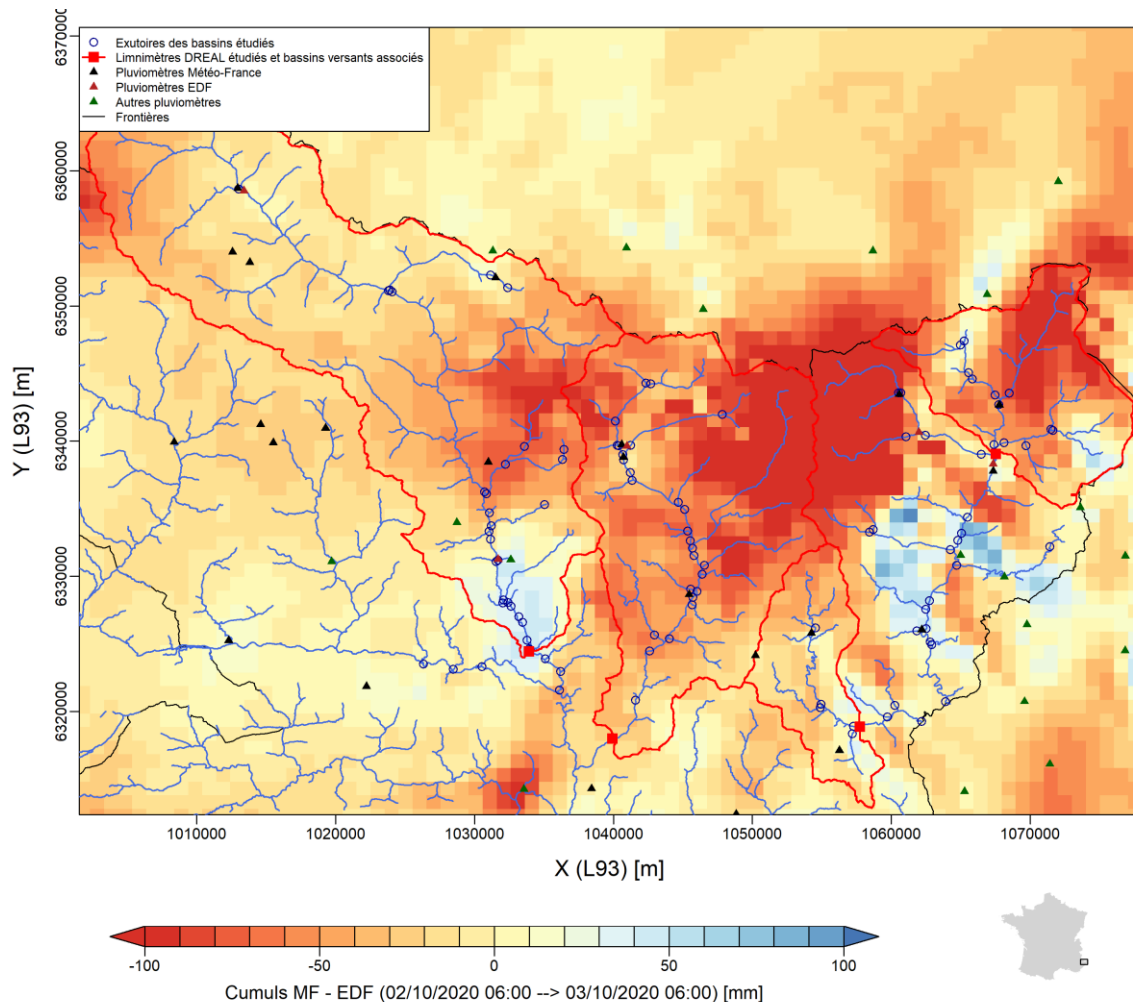 Exutoires des bassins étudiés
Limnimètres DREAL étudiés et bassins versants associés
Pluviomètres Météo-France
Pluviomètres EDF
Autres pluviomètres
Frontières
Y (L93) [m]
6370000
6360000
6350000
6340000
6330000
6320000
1010000 1020000 1030000 1040000 1050000 1060000 1070000
X (L93) [m]
-100 -50 0 50 100
Cumuls MF - EDF (02/10/2020 06:00 --> 03/10/2020 06:00) [mm]